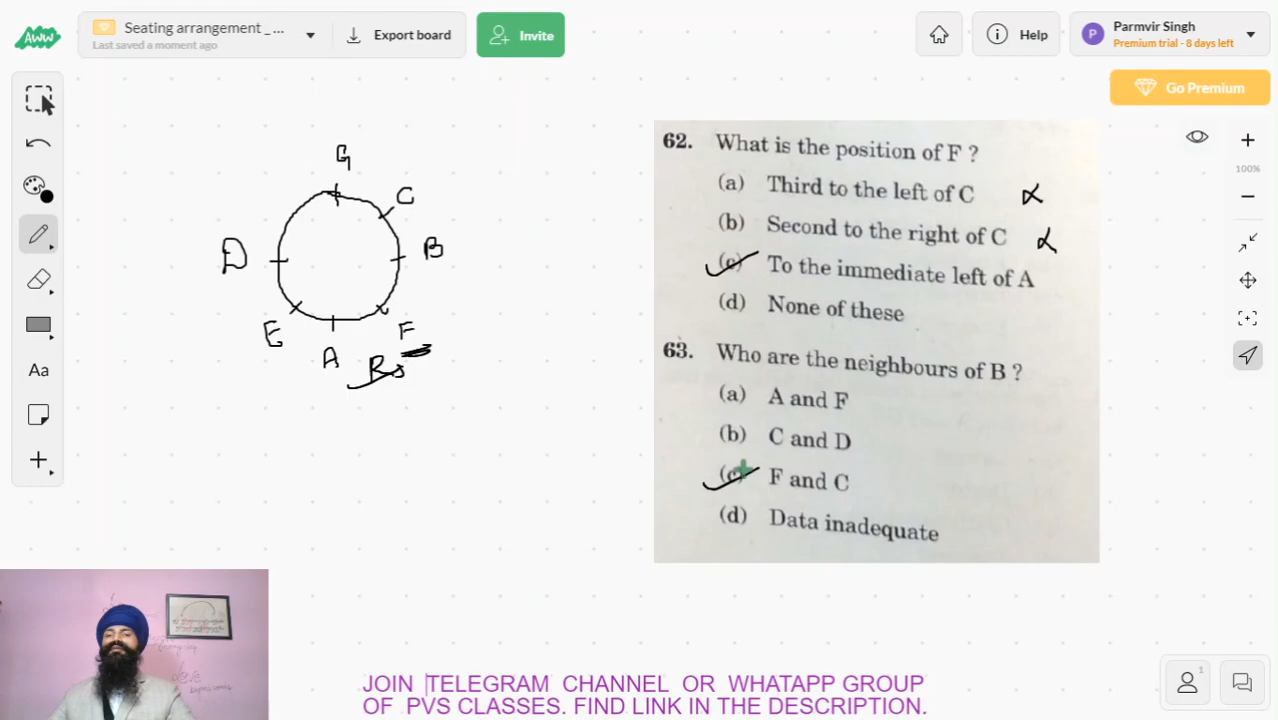 AWW
Seating arrangement _ ...
Last saved a moment ago
Export board
Invite
Help
P
Parmvir Singh
Premium trial - 8 days left
Go Premium
100%
Aa
G
C
B
D
E
F
A
62. What is the position of F ?
(a) Third to the left of C
(b) Second to the right of C
(c) To the immediate left of A
(d) None of these
63. Who are the neighbours of B ?
(a) A and F
(b) C and D
(c) F and C
(d) Data inadequate
1
JOIN TELEGRAM CHANNEL OR WHATAPP GROUP
OF PVS CLASSES. FIND LINK IN THE DESCRIPTION.